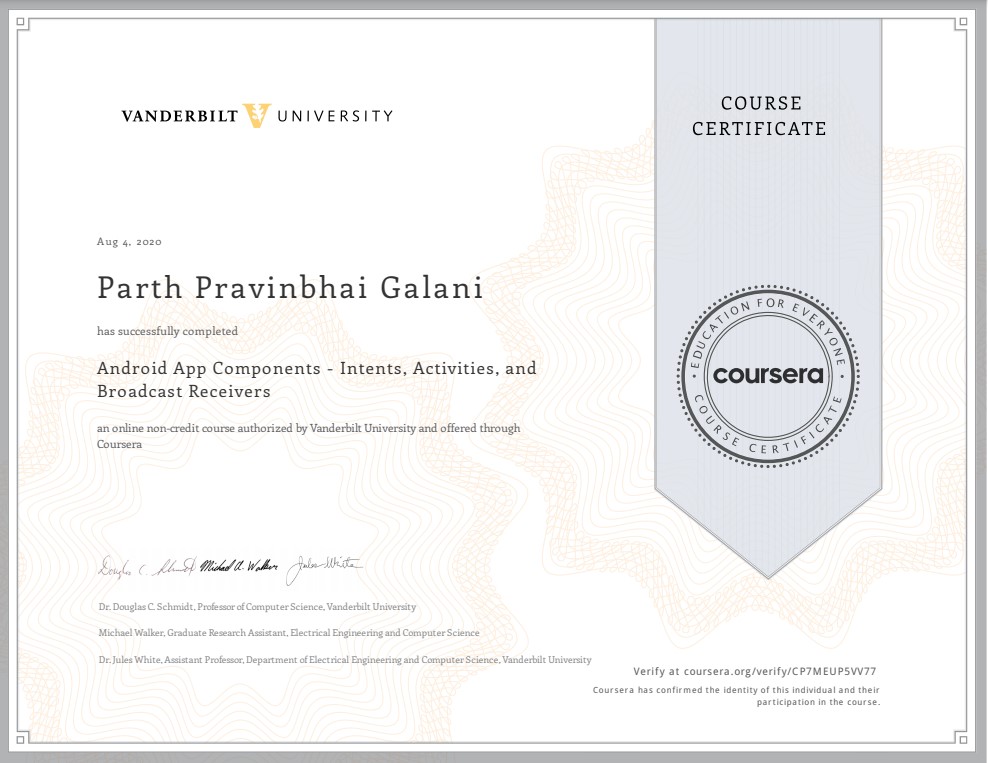 VANDERBILT UNIVERSITY
COURSE
CERTIFICATE
Aug 4, 2020
Parth Pravinbhai Galani
has successfully completed
Android App Components - Intents, Activities, and
Broadcast Receivers
an online non-credit course authorized by Vanderbilt University and offered through
Coursera
EDUCATION FOR EVERYONE
coursera
COURSE CERTIFICATE
Douglas C. Schmidt Michael A. Walker Jules White
Dr. Douglas C. Schmidt, Professor of Computer Science, Vanderbilt University
Michael Walker, Graduate Research Assistant, Electrical Engineering and Computer Science
Dr. Jules White, Assistant Professor, Department of Electrical Engineering and Computer Science, Vanderbilt University
Verify at coursera.org/verify/CP7MEUP5VV77
Coursera has confirmed the identity of this individual and their
participation in the course.